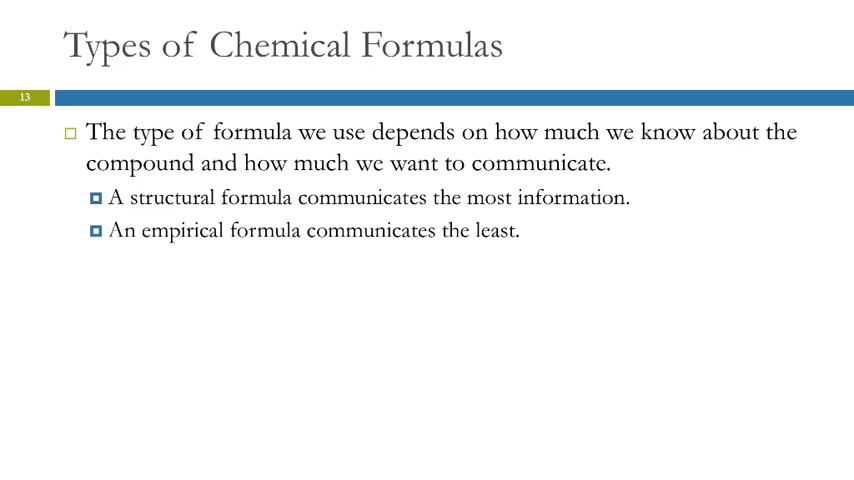 Types of Chemical Formulas
13
The type of formula we use depends on how much we know about the
compound and how much we want to communicate.
A structural formula communicates the most information.
An empirical formula communicates the least.